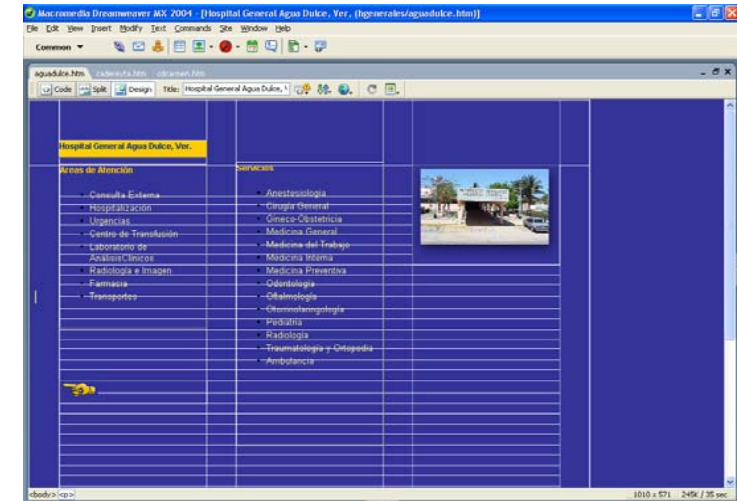 Macromedia Dreamweaver MX 2004 - [Hospital General Agua Dulce, Ver, (hgenerales/aguadulce.htm)]
File Edit View Insert Modify Text Commands Site Window Help
Common
aguadulce.htm cadereyta.htm cdcarmen.htm
Code Split Design Title: Hospital General Agua Dulce, V
Hospital General Agua Dulce, Ver.
Areas de Atención
Consulta Externa
Hospitalización
Urgencias
Centro de Transfusión
Laboratorio de
AnálisisClínicos
Radiología e Imagen
Farmacia
Transportes
Servicios
Anestesiología
Cirugía General
Gineco-Obstetricia
Medicina General
Medicina del Trabajo
Medicina Interna
Medicina Preventiva
Odontología
Oftalmología
Otorrinolaringología
Pediatría
Radiología
Traumatología y Ortopedia
Ambulancia
<body> <p> 1010 x 571 245K / 35 sec